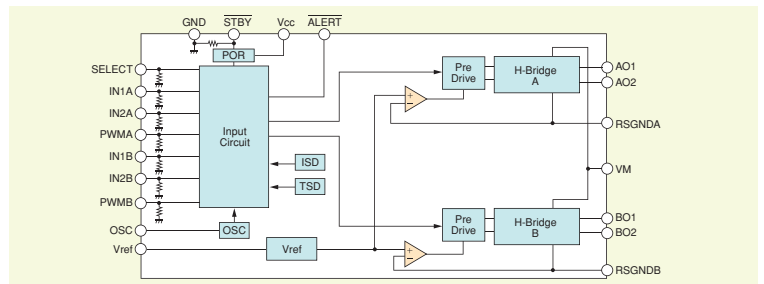 GND STBY Vcc ALERT
POR
SELECT
IN1A
IN2A
PWMA
IN1B
IN2B
PWMB
OSC
Vref
Input
Circuit
ISD
TSD
OSC
Vref
Pre
Drive
H-Bridge
A
+
−
AO1
AO2
RSGNDA
VM
Pre
Drive
H-Bridge
B
+
−
BO1
BO2
RSGNDB